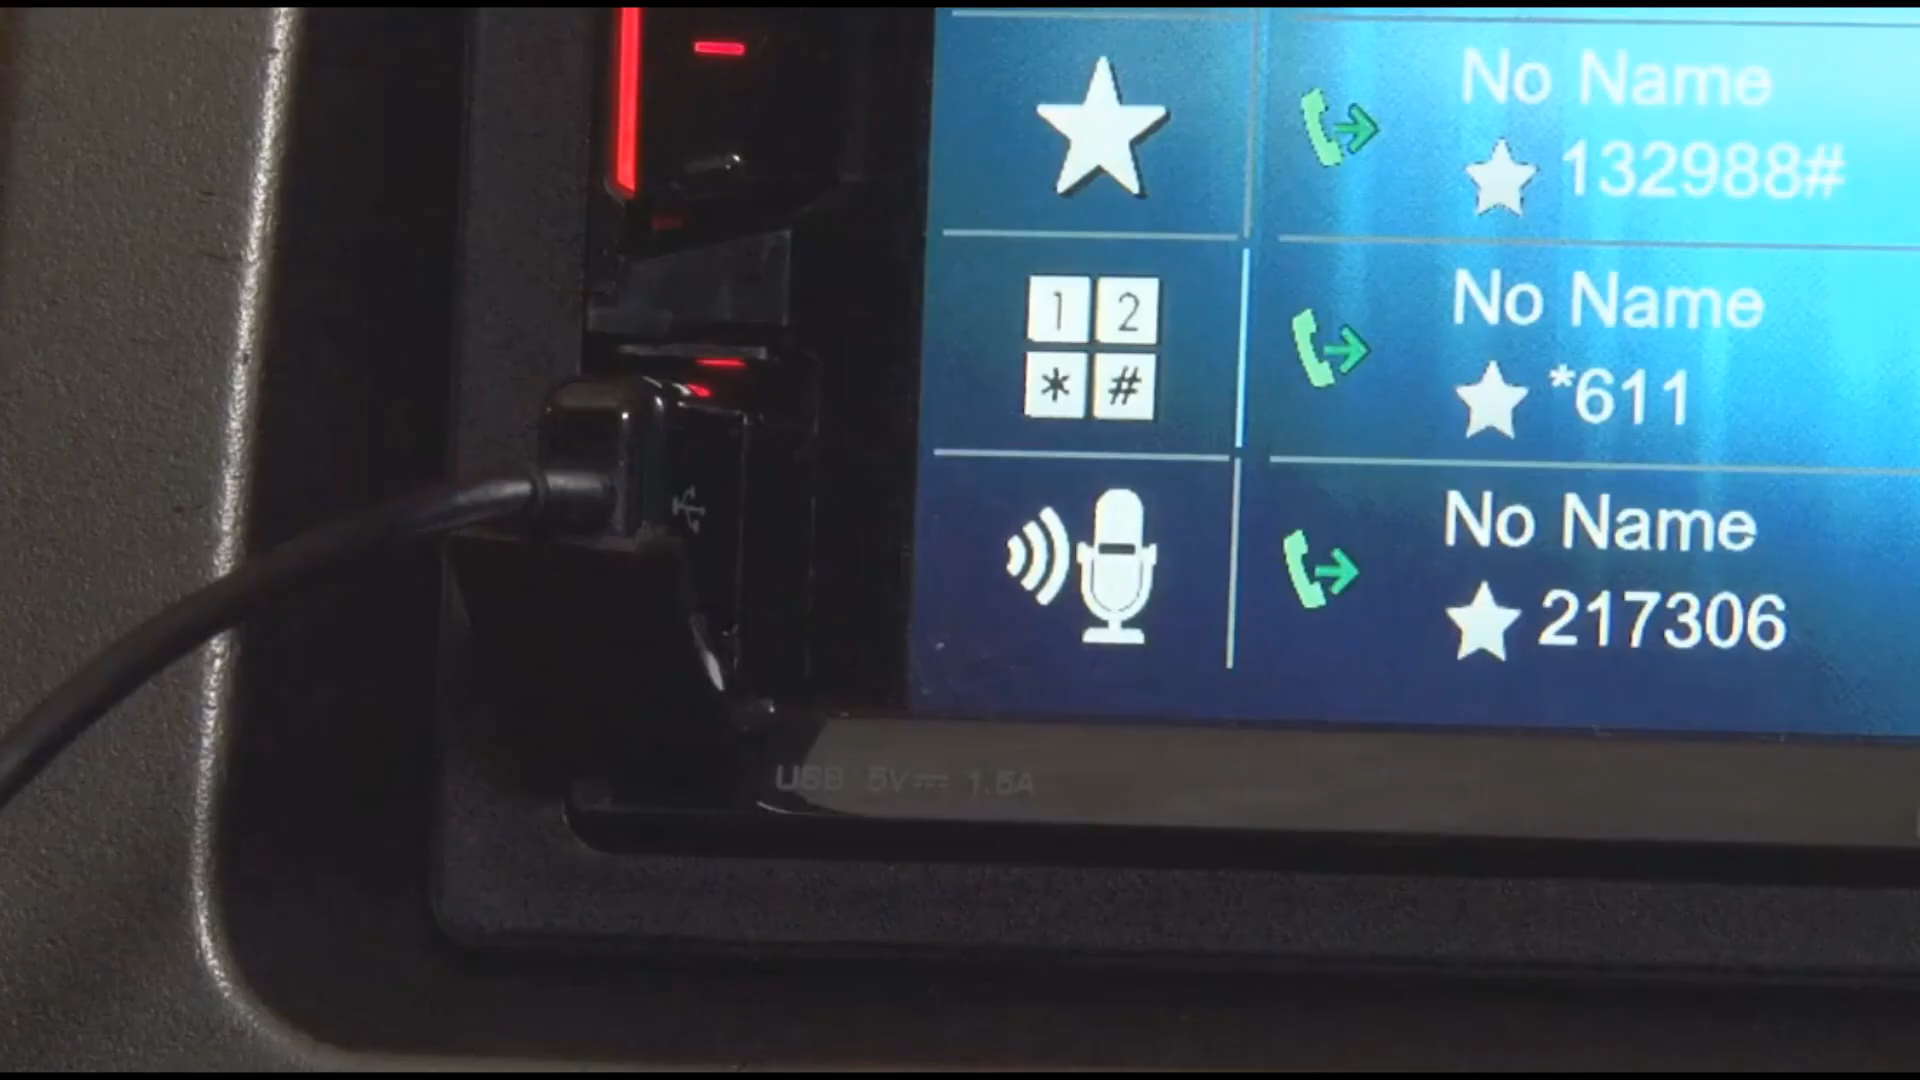 No Name
132988#
1 2
* #
No Name
*611
No Name
217306
USB 5V⎓ 1.5A